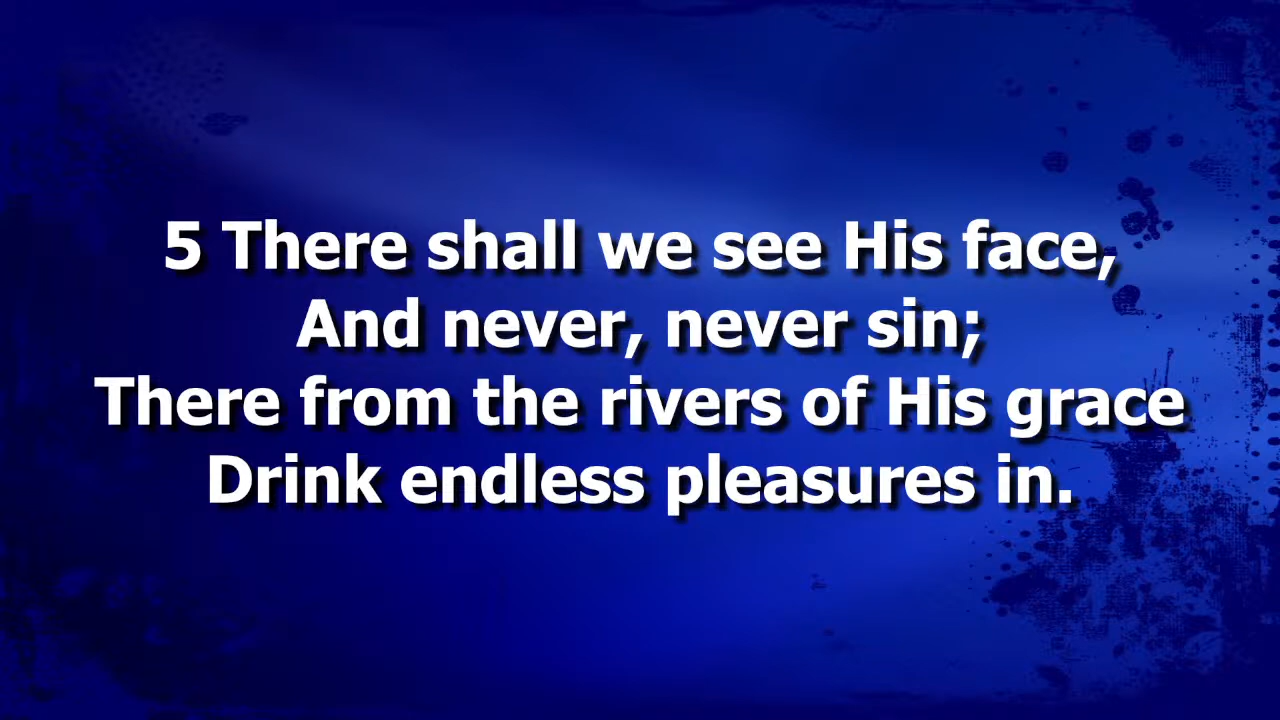 5 There shall we see His face,
And never, never sin;
There from the rivers of His grace
Drink endless pleasures in.